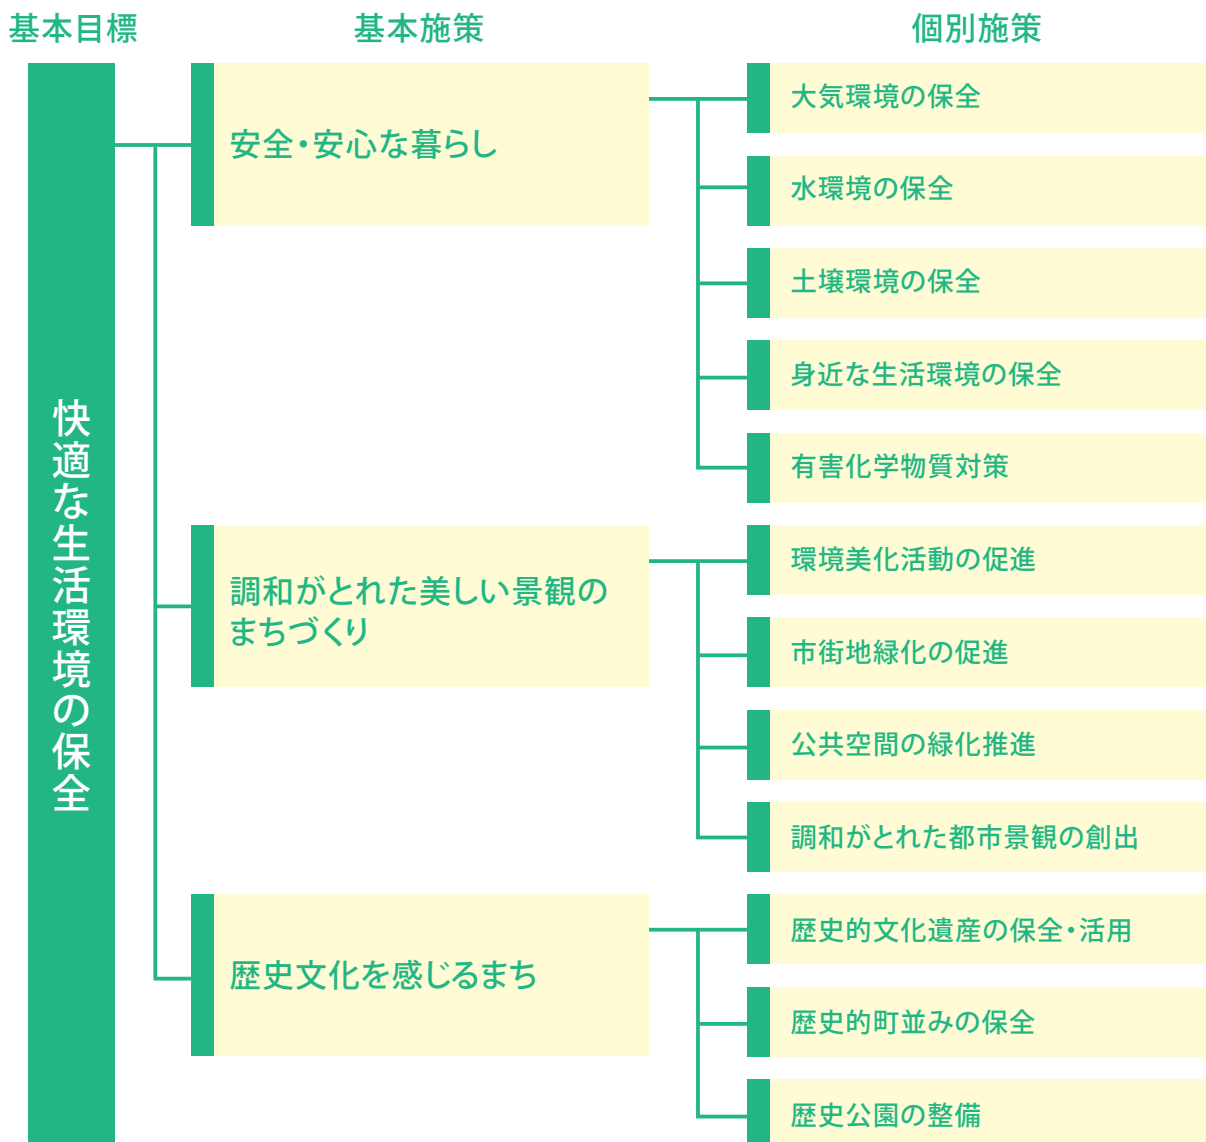 基本目標
基本施策
個別施策
快適な生活環境の保全
安全・安心な暮らし
大気環境の保全
水環境の保全
土壌環境の保全
身近な生活環境の保全
有害化学物質対策
調和がとれた美しい景観の
まちづくり
環境美化活動の促進
市街地緑化の促進
公共空間の緑化推進
調和がとれた都市景観の創出
歴史文化を感じるまち
歴史的文化遺産の保全・活用
歴史的町並みの保全
歴史公園の整備